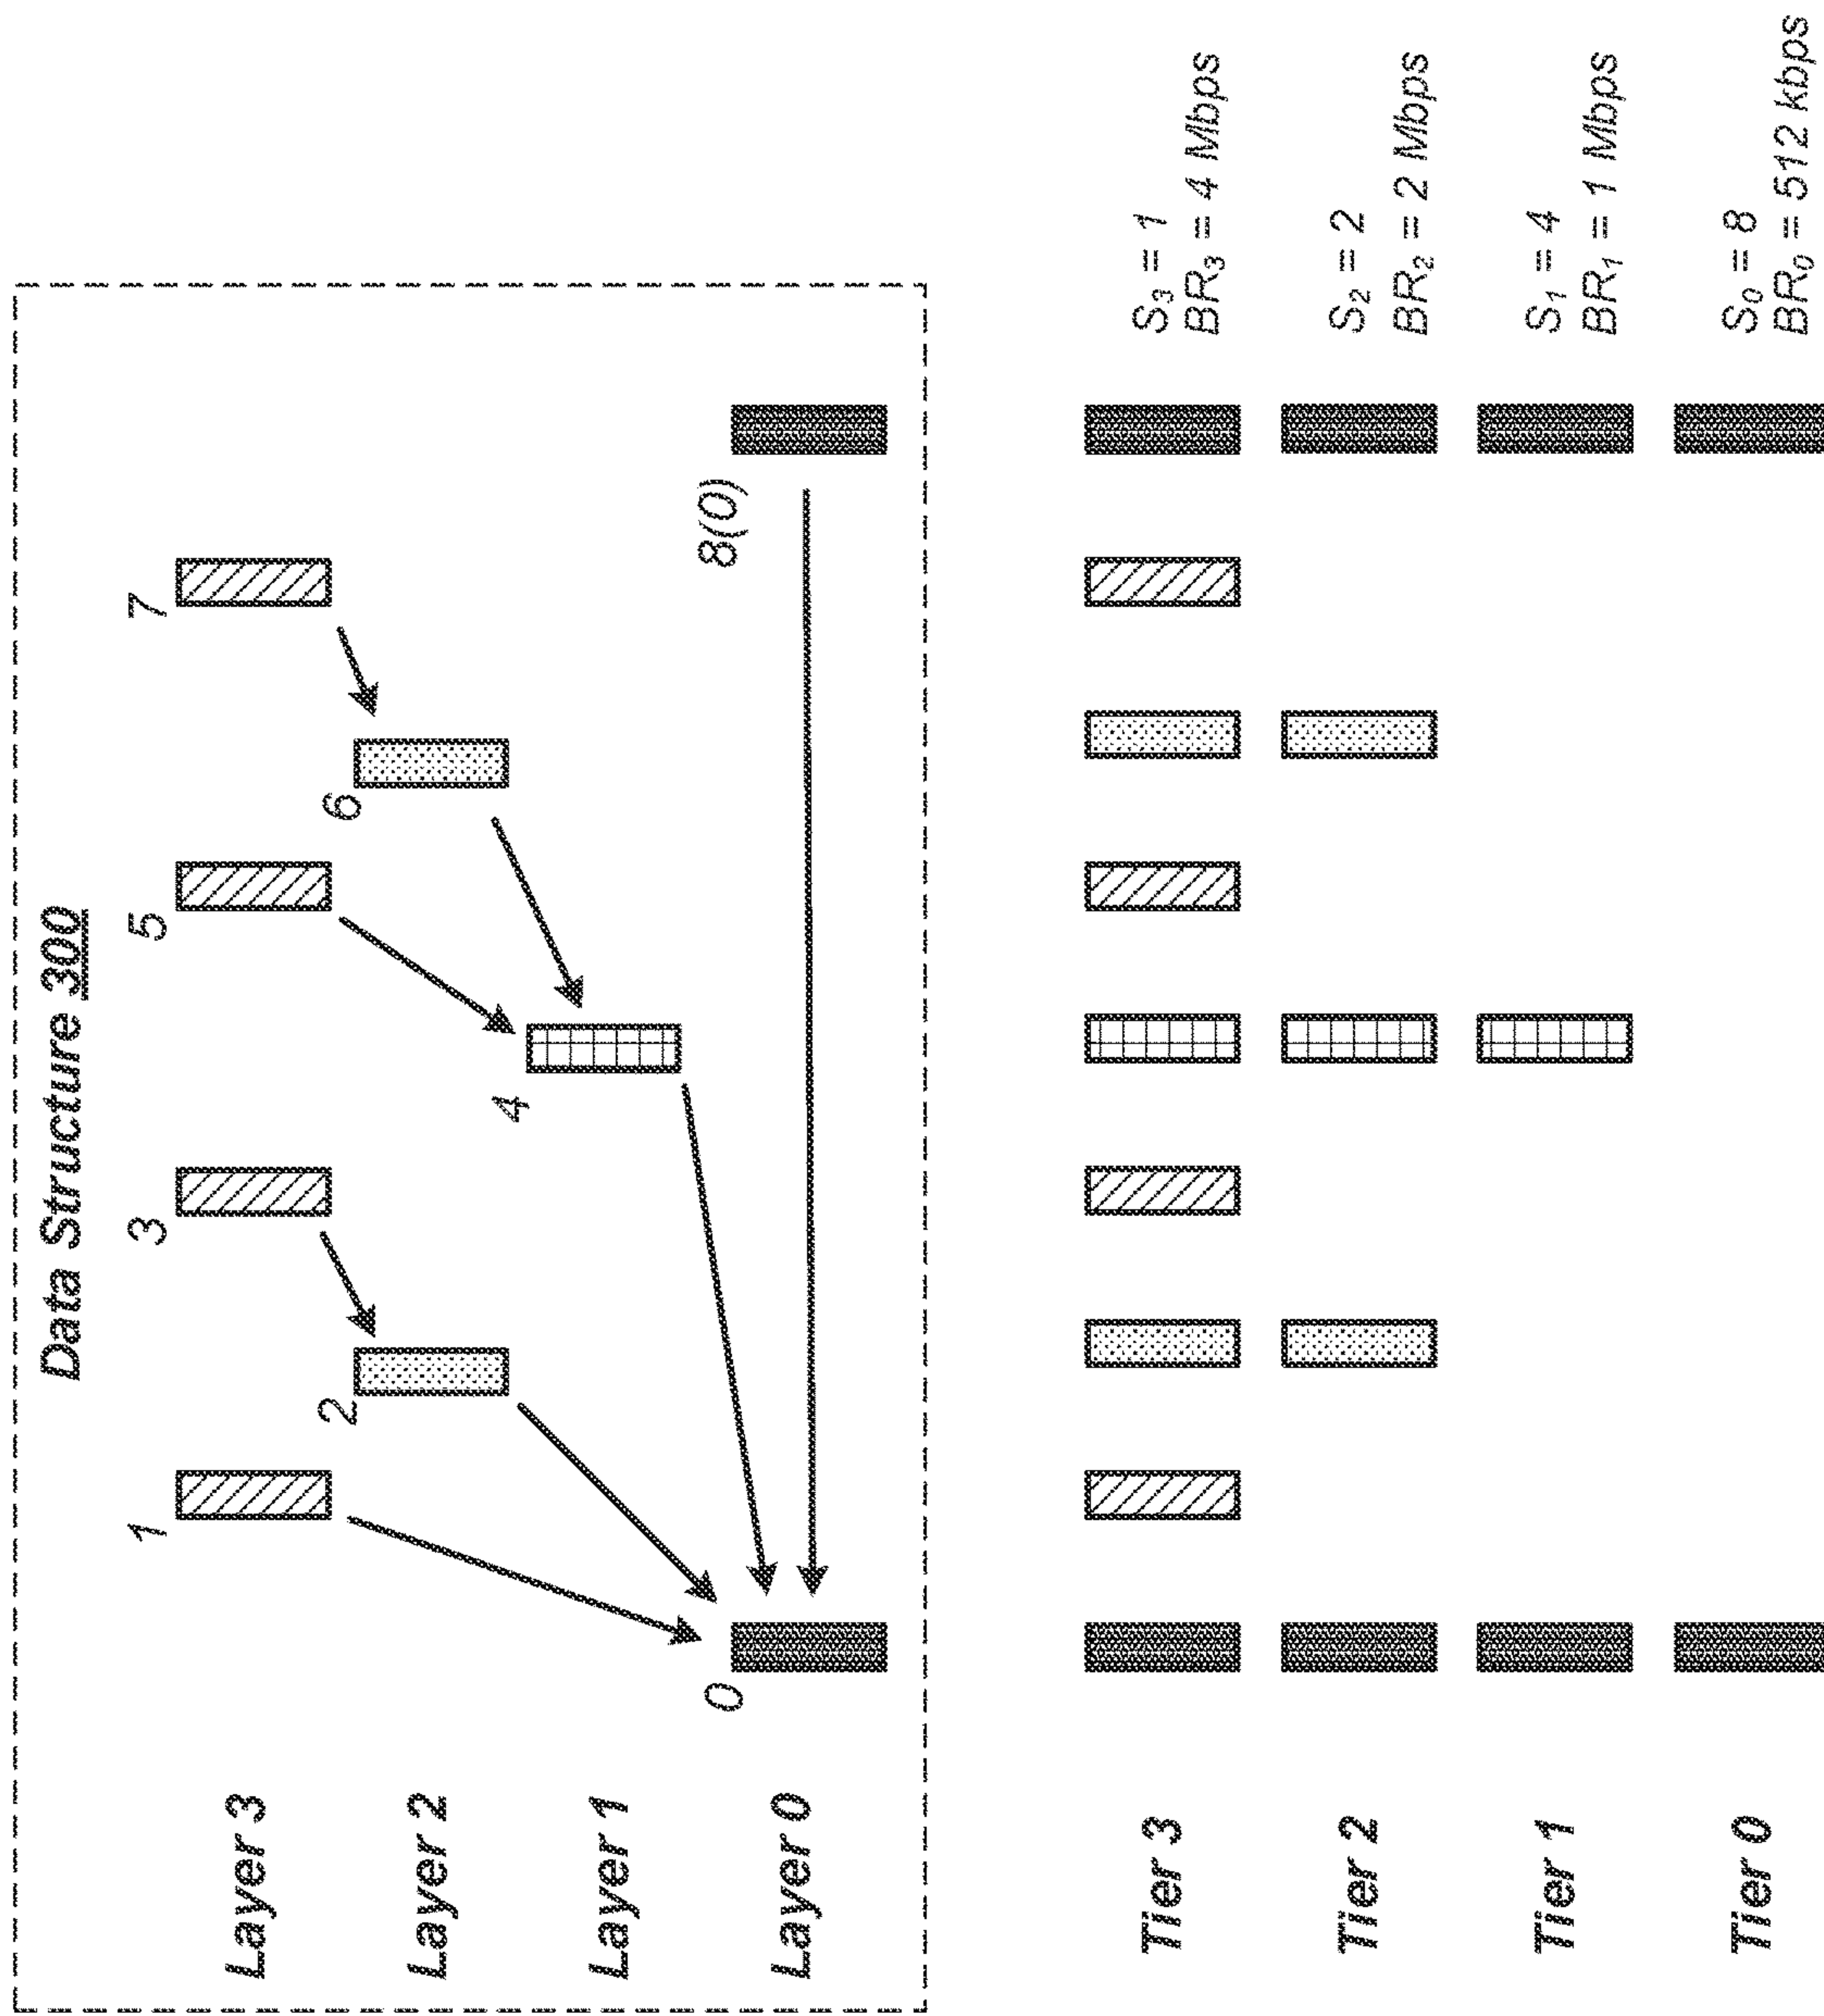 Data Structure 300
Layer 3
1
3
5
7
Layer 2
2
6
Layer 1
4
Layer 0
0
8(0)
Tier 3
S₃ = 1
BR₃ = 4 Mbps
Tier 2
S₂ = 2
BR₂ = 2 Mbps
Tier 1
S₁ = 4
BR₁ = 1 Mbps
Tier 0
S₀ = 8
BR₀ = 512 kbps